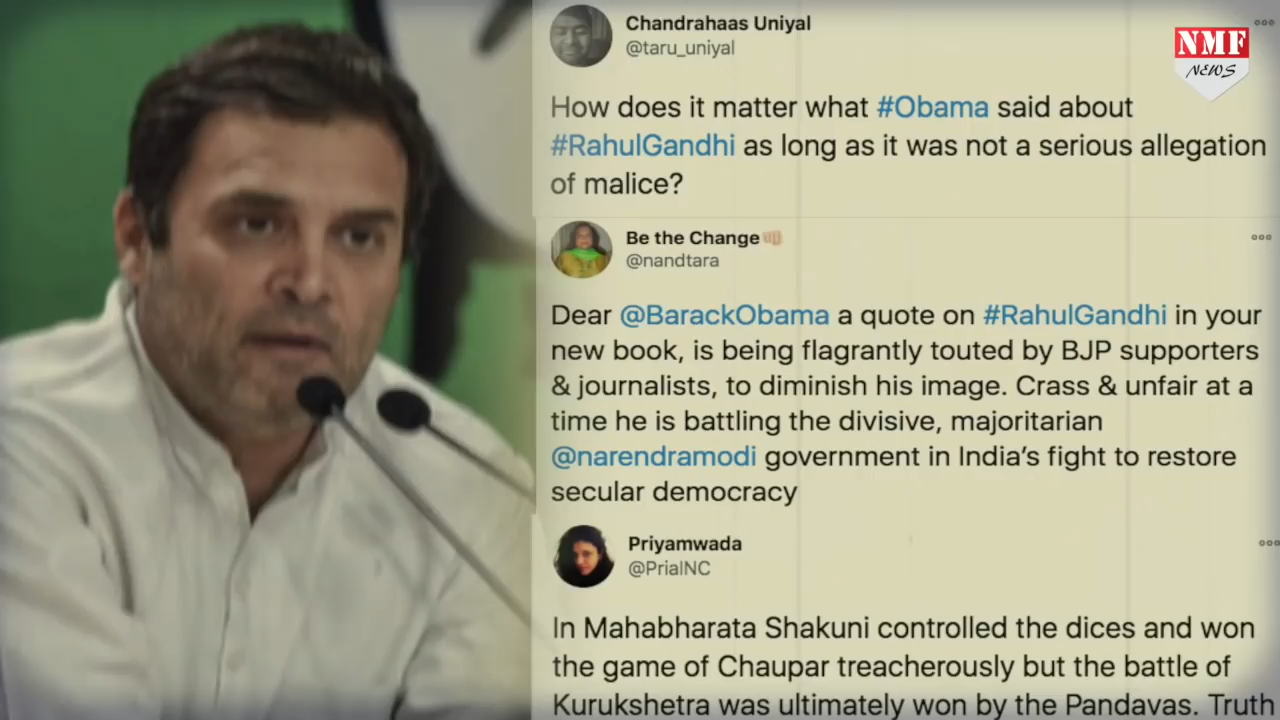 Chandrahaas Uniyal
@taru_uniyal
NMF
NEWS
How does it matter what #Obama said about
#RahulGandhi as long as it was not a serious allegation
of malice?
Be the Change👊🏼
@nandtara
Dear @BarackObama a quote on #RahulGandhi in your
new book, is being flagrantly touted by BJP supporters
& journalists, to diminish his image. Crass & unfair at a
time he is battling the divisive, majoritarian
@narendramodi government in India’s fight to restore
secular democracy
Priyamwada
@PriaINC
In Mahabharata Shakuni controlled the dices and won
the game of Chaupar treacherously but the battle of
Kurukshetra was ultimately won by the Pandavas. Truth